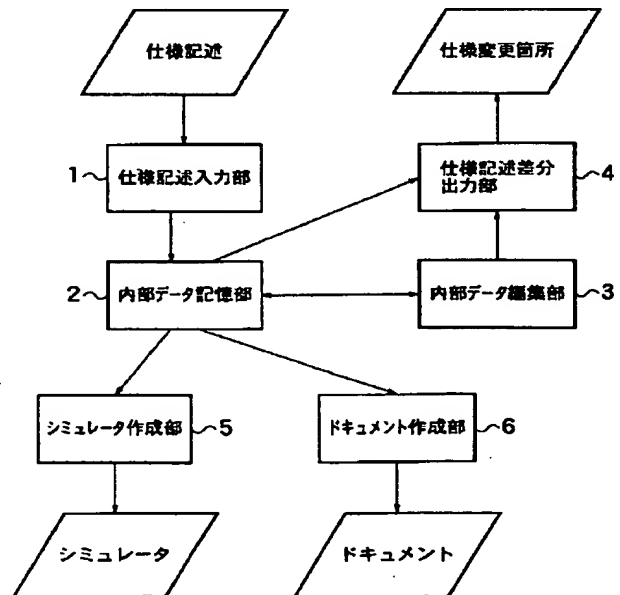 仕様記述
仕様変更箇所
1 仕様記述入力部
仕様記述差分
出力部 4
2 内部データ記憶部
内部データ編集部 3
シミュレータ作成部 5
ドキュメント作成部 6
シミュレータ
ドキュメント